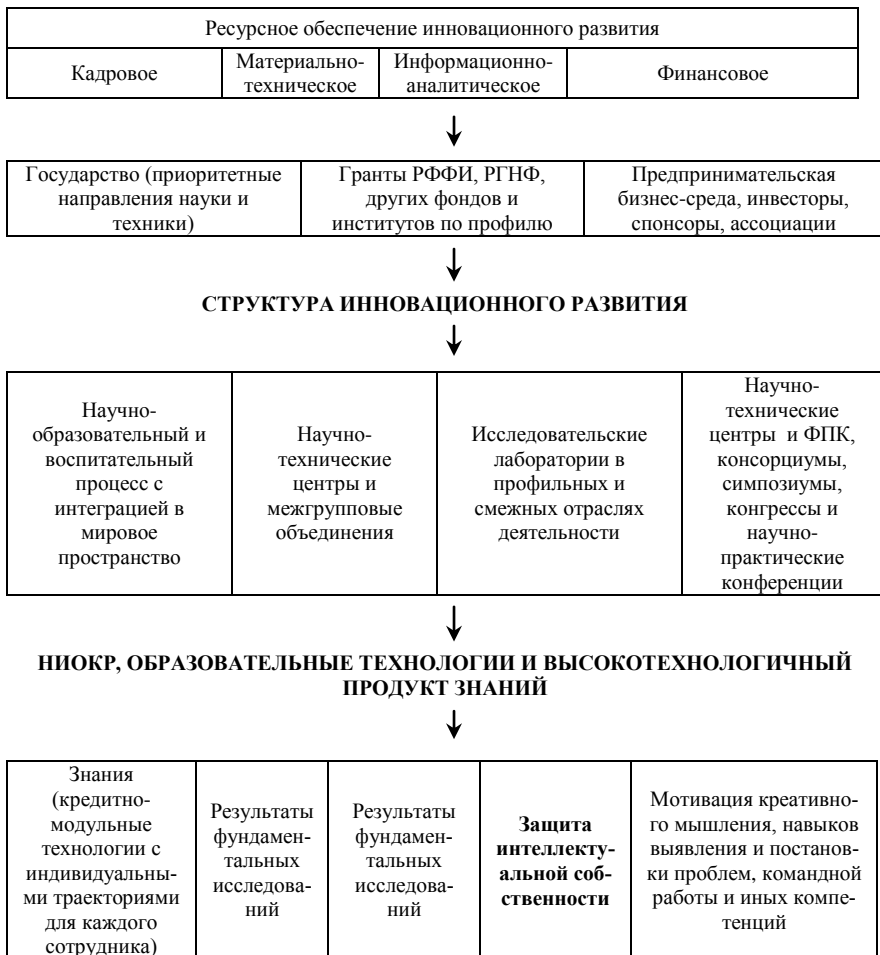 Ресурсное обеспечение инновационного развития
Кадровое
Материально-
техническое
Информационно-
аналитическое
Финансовое
Государство (приоритетные
направления науки и
техники)
Гранты РФФИ, РГНФ,
других фондов и
институтов по профилю
Предпринимательская
бизнес-среда, инвесторы,
спонсоры, ассоциации
СТРУКТУРА ИННОВАЦИОННОГО РАЗВИТИЯ
Научно-
образовательный и
воспитательный
процесс с
интеграцией в
мировое
пространство
Научно-
технические
центры и
межгрупповые
объединения
Исследовательские
лаборатории в
профильных и
смежных отраслях
деятельности
Научно-
технические
центры и ФПК,
консорциумы,
симпозиумы,
конгрессы и
научно-
практические
конференции
НИОКР, ОБРАЗОВАТЕЛЬНЫЕ ТЕХНОЛОГИИ И ВЫСОКОТЕХНОЛОГИЧНЫЙ
ПРОДУКТ ЗНАНИЙ
Знания
(кредитно-
модульные
технологии с
индивидуальны-
ми траекториями
для каждого
сотрудника)
Результаты
фундамен-
тальных
исследова-
ний
Результаты
фундамен-
тальных
исследова-
ний
Защита
интеллекту-
альной соб-
ственности
Мотивация креативно-
го мышления, навыков
выявления и постанов-
ки проблем, командной
работы и иных компе-
тенций